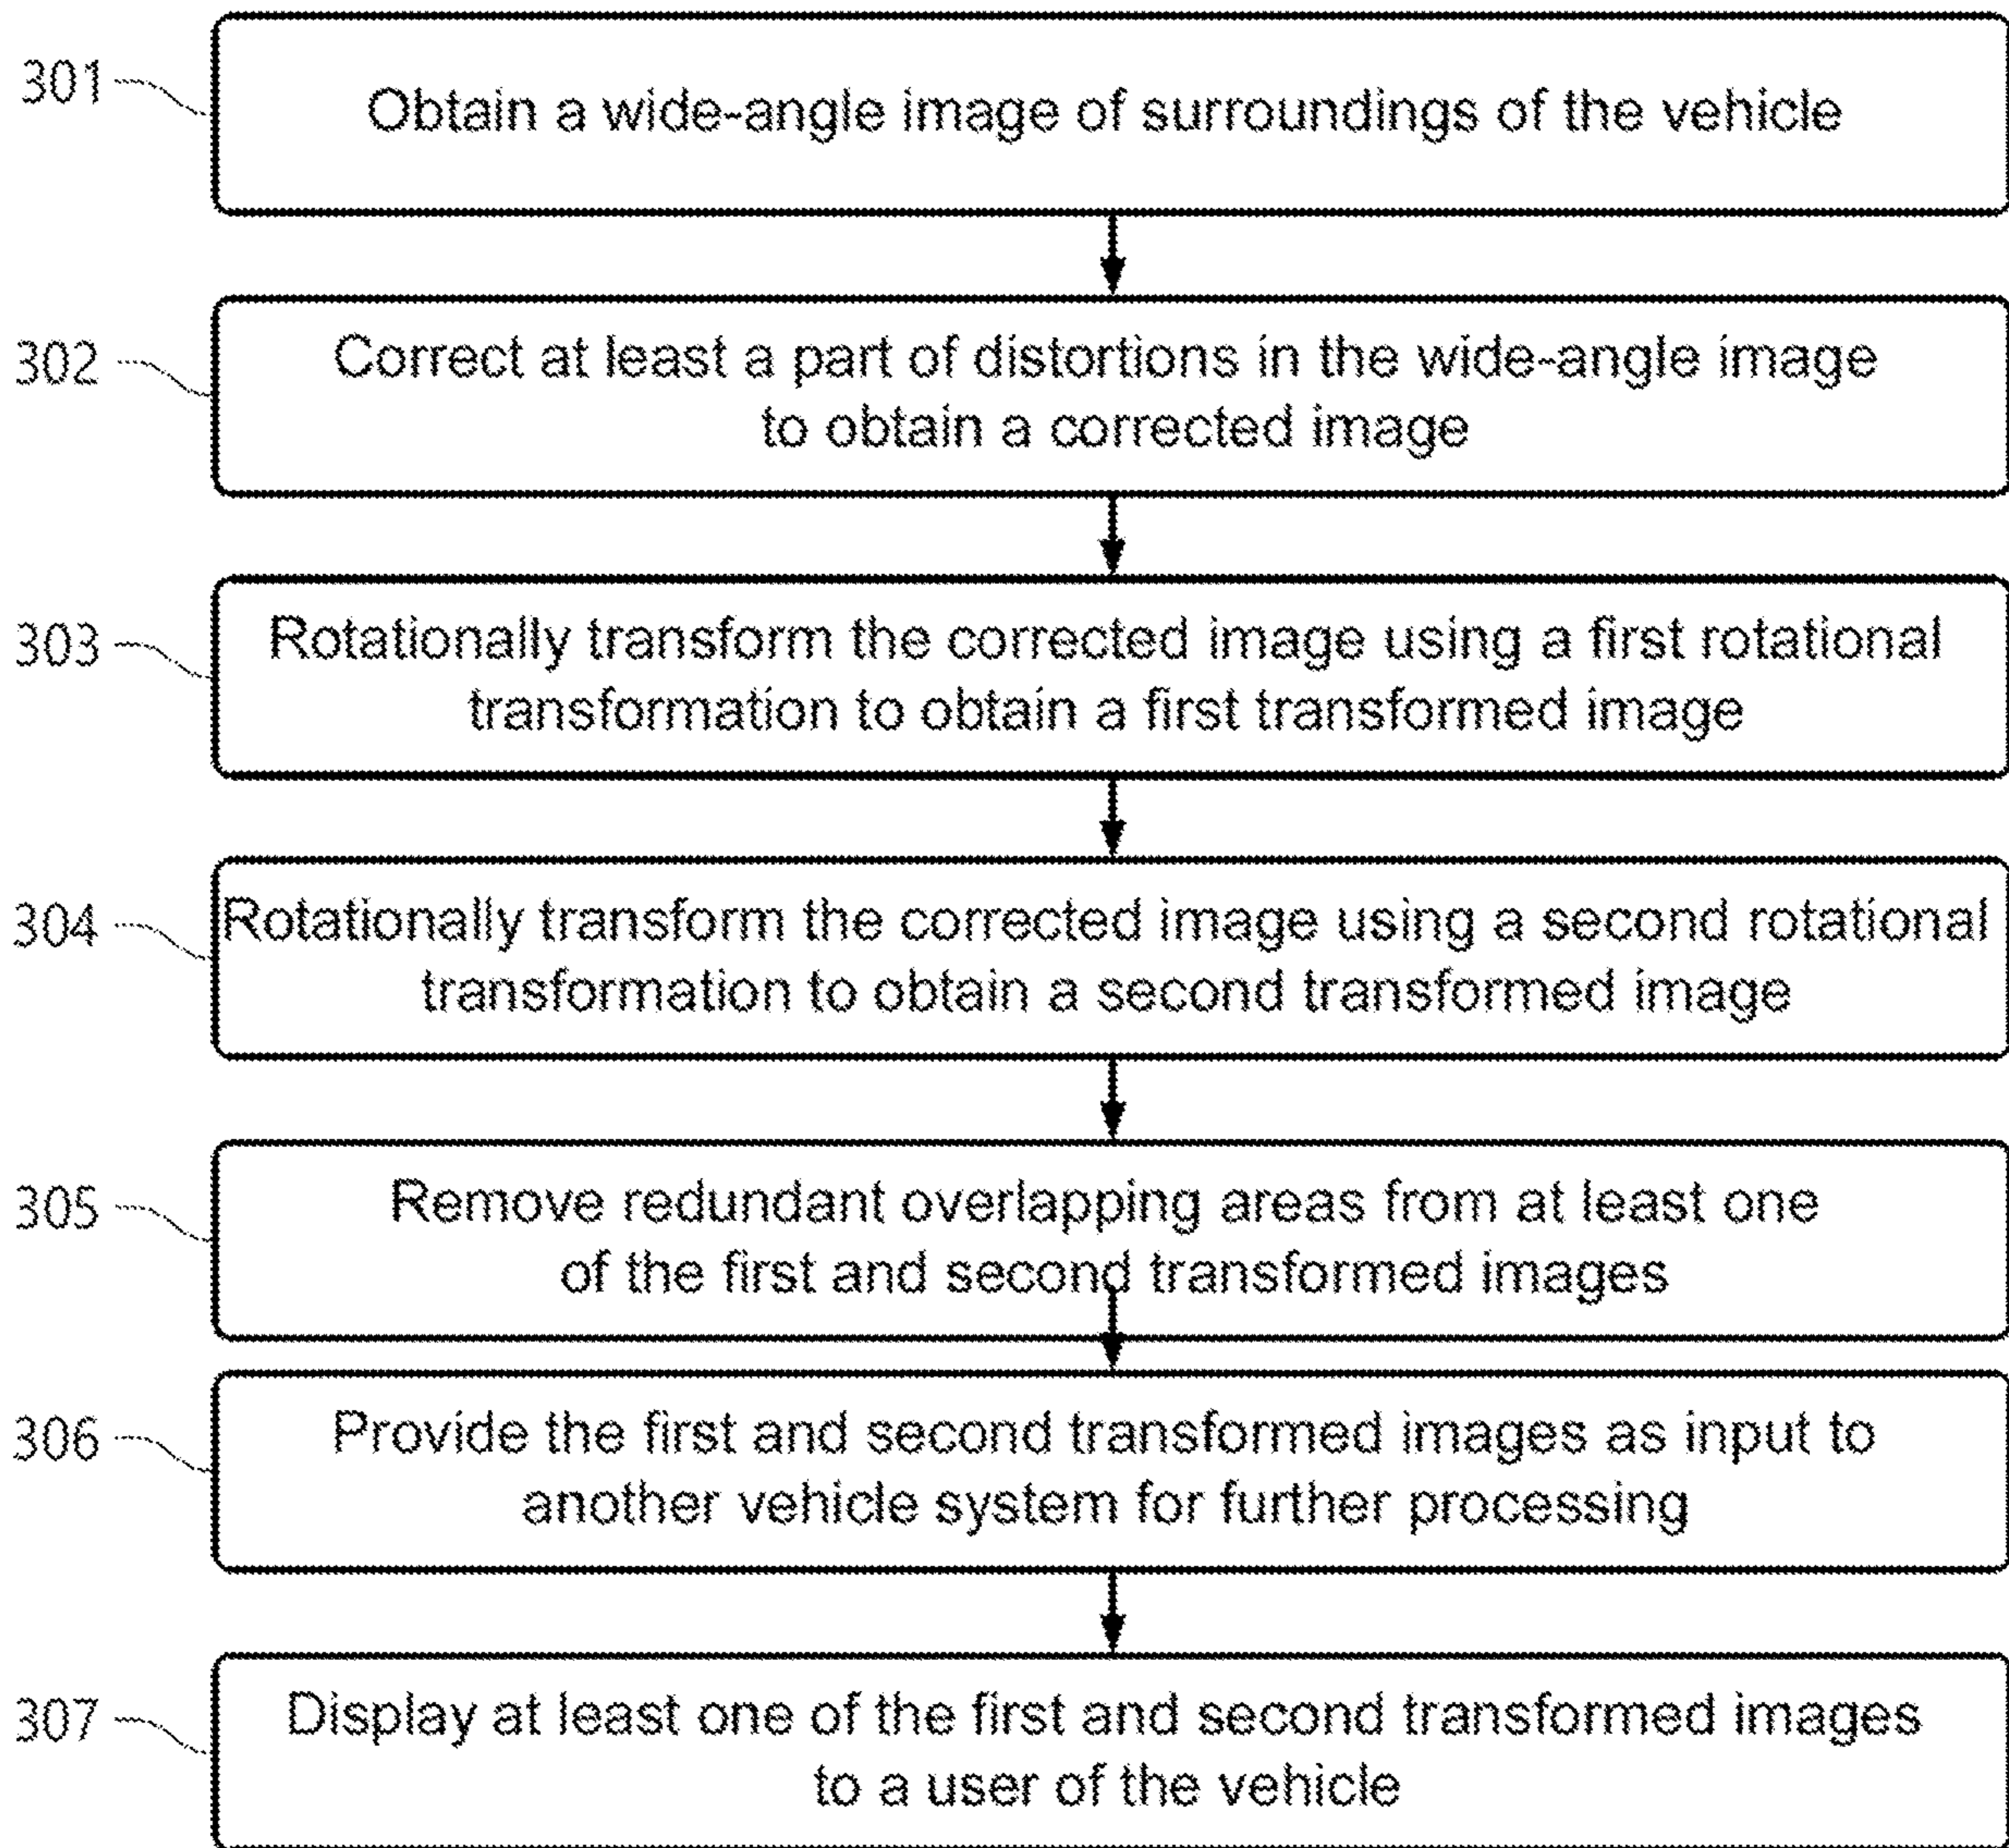 301
Obtain a wide-angle image of surroundings of the vehicle
302
Correct at least a part of distortions in the wide-angle image
to obtain a corrected image
303
Rotationally transform the corrected image using a first rotational
transformation to obtain a first transformed image
304
Rotationally transform the corrected image using a second rotational
transformation to obtain a second transformed image
305
Remove redundant overlapping areas from at least one
of the first and second transformed images
306
Provide the first and second transformed images as input to
another vehicle system for further processing
307
Display at least one of the first and second transformed images
to a user of the vehicle